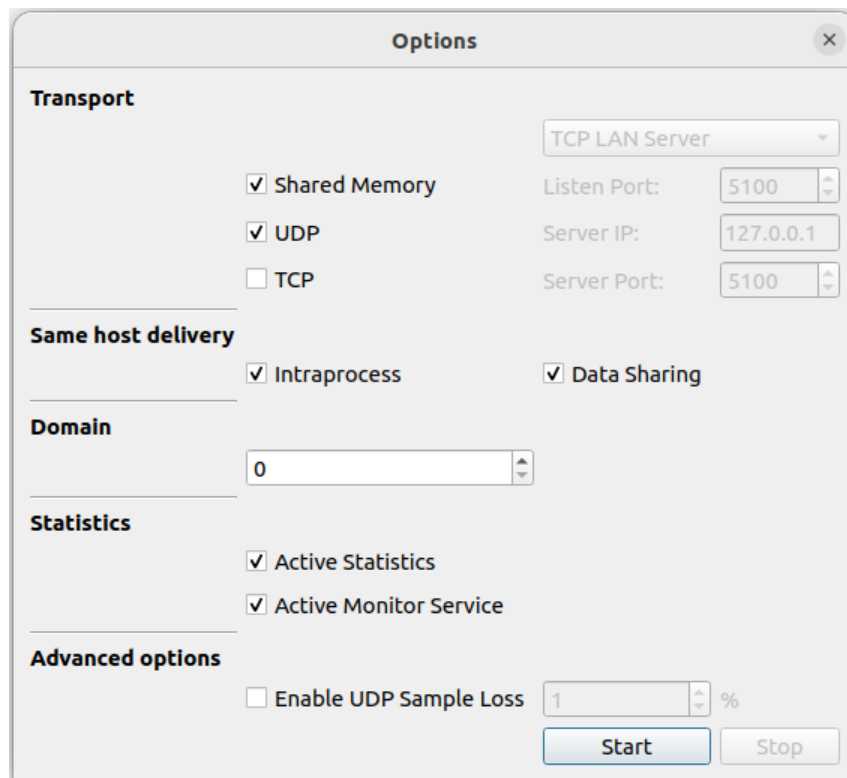 Options
Transport
TCP LAN Server
Shared Memory Listen Port: 5100
UDP Server IP: 127.0.0.1
TCP Server Port: 5100
Same host delivery
Intraprocess Data Sharing
Domain
0
Statistics
Active Statistics
Active Monitor Service
Advanced options
Enable UDP Sample Loss 1 %
Start Stop